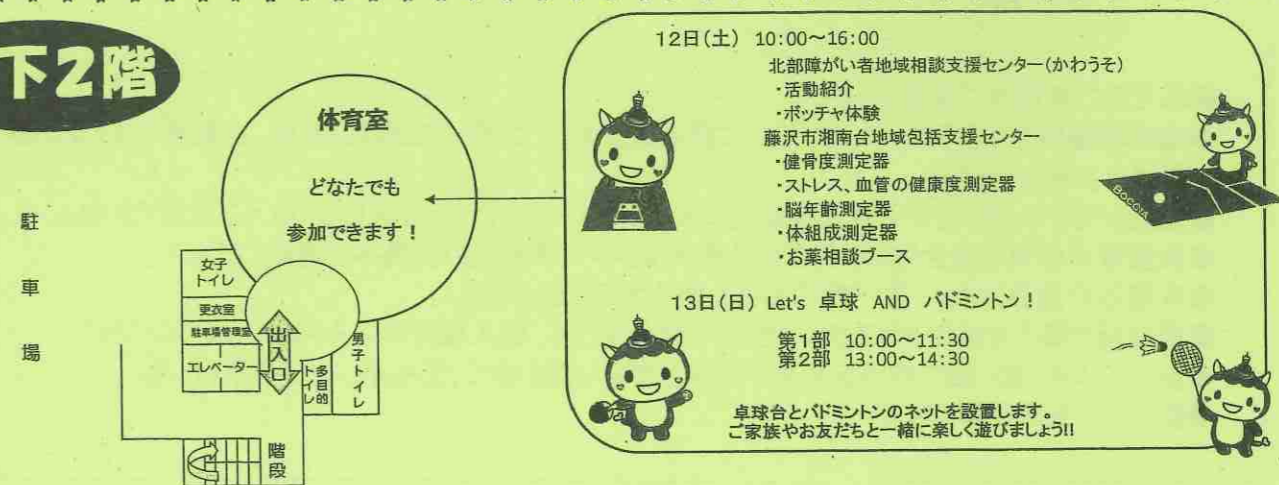 下2階
駐車場
体育室
どなたでも
参加できます！
女子
トイレ
更衣室
駐車場管理室
エレベーター
出入口
多目的
トイレ
男子トイレ
階段
12日(土) 10:00～16:00
北部障がい者地域相談支援センター(かわうそ)
・活動紹介
・ボッチャ体験
藤沢市湘南台地域包括支援センター
・健骨度測定器
・ストレス、血管の健康度測定器
・脳年齢測定器
・体組成測定器
・お薬相談ブース
BOCCIA
13日(日) Let's 卓球 AND バドミントン！
第1部 10:00～11:30
第2部 13:00～14:30
卓球台とバドミントンのネットを設置します。
ご家族やお友だちと一緒に楽しく遊びましょう!!